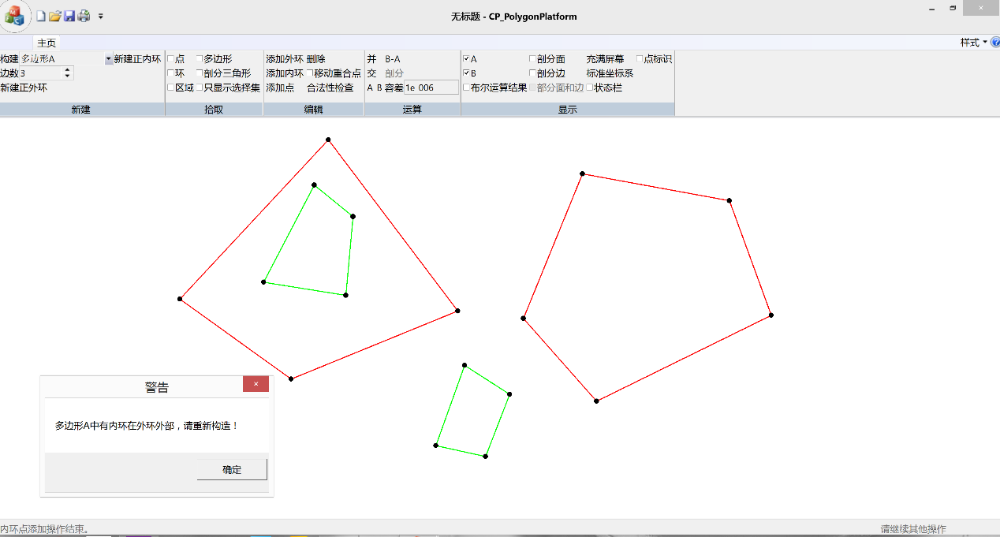 无标题 - CP_PolygonPlatform
主页
样式
构建 多边形A 新建正内环
边数 3
新建正外环
新建
点 多边形
环 剖分三角形
区域 只显示选择集
拾取
添加外环 删除
添加内环 移动重合点
添加点 合法性检查
编辑
并 B-A
交 剖分
A B 容差 1e 006
运算
A 剖分面 充满屏幕 点标识
B 剖分边 标准坐标系
布尔运算结果 部分面和边 状态栏
显示
警告
多边形A中有内环在外环外部，请重新构造！
确定
内环点添加操作结束。
请继续其他操作